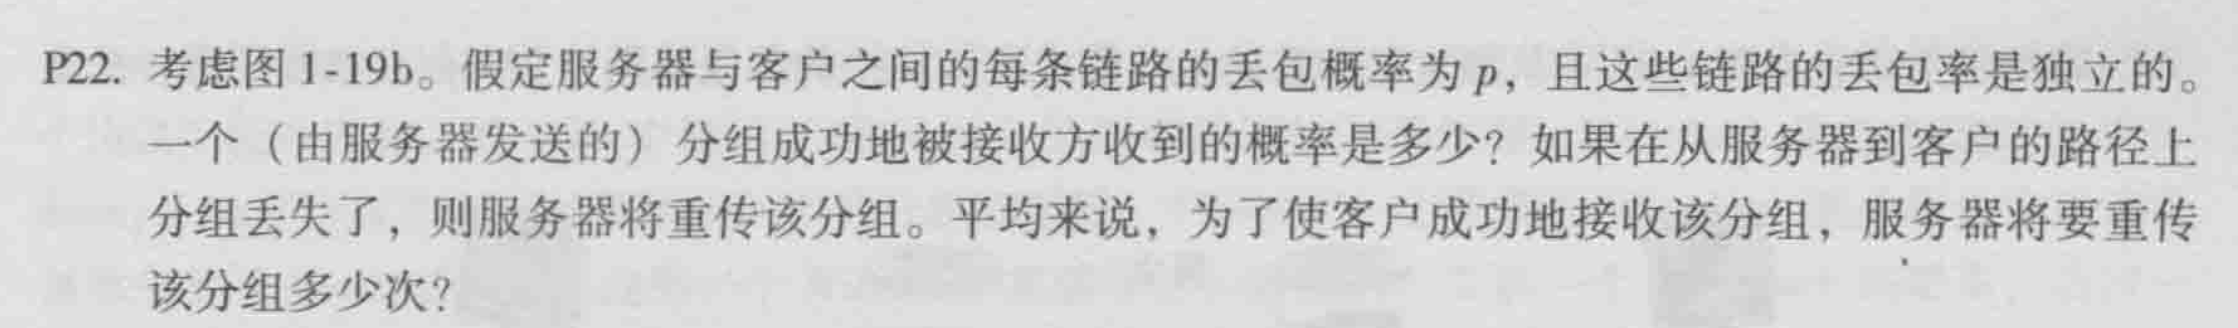 P22. 考虑图 1-19b。假定服务器与客户之间的每条链路的丢包概率为 p，且这些链路的丢包率是独立的。
一个（由服务器发送的）分组成功地被接收方收到的概率是多少？如果在从服务器到客户的路径上
分组丢失了，则服务器将重传该分组。平均来说，为了使客户成功地接收该分组，服务器将要重传
该分组多少次？